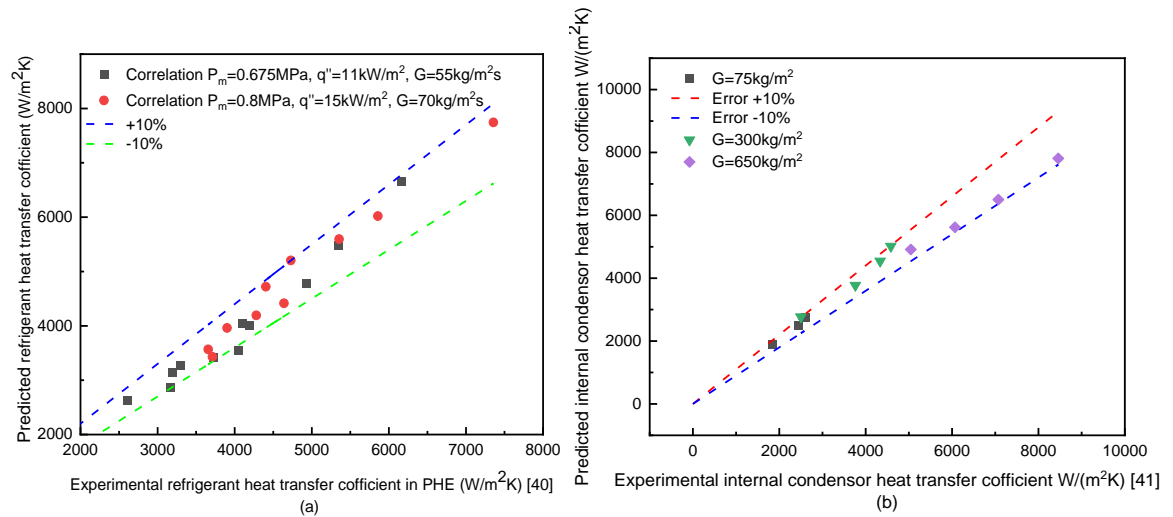 Predicted refrigerant heat transfer cofficient (W/m²K)
Correlation Pₘ=0.675MPa, q"=11kW/m², G=55kg/m²s
Correlation Pₘ=0.8MPa, q"=15kW/m², G=70kg/m²s
+10%
-10%
8000
6000
4000
2000
2000 3000 4000 5000 6000 7000 8000
Experimental refrigerant heat transfer cofficient in PHE (W/m²K) [40]
(a)
Predicted internal condensor heat transfer cofficient W/(m²K)
G=75kg/m²
Error +10%
Error -10%
G=300kg/m²
G=650kg/m²
10000
8000
6000
4000
2000
0
0 2000 4000 6000 8000 10000
Experimental internal condensor heat transfer cofficient W/(m²K) [41]
(b)